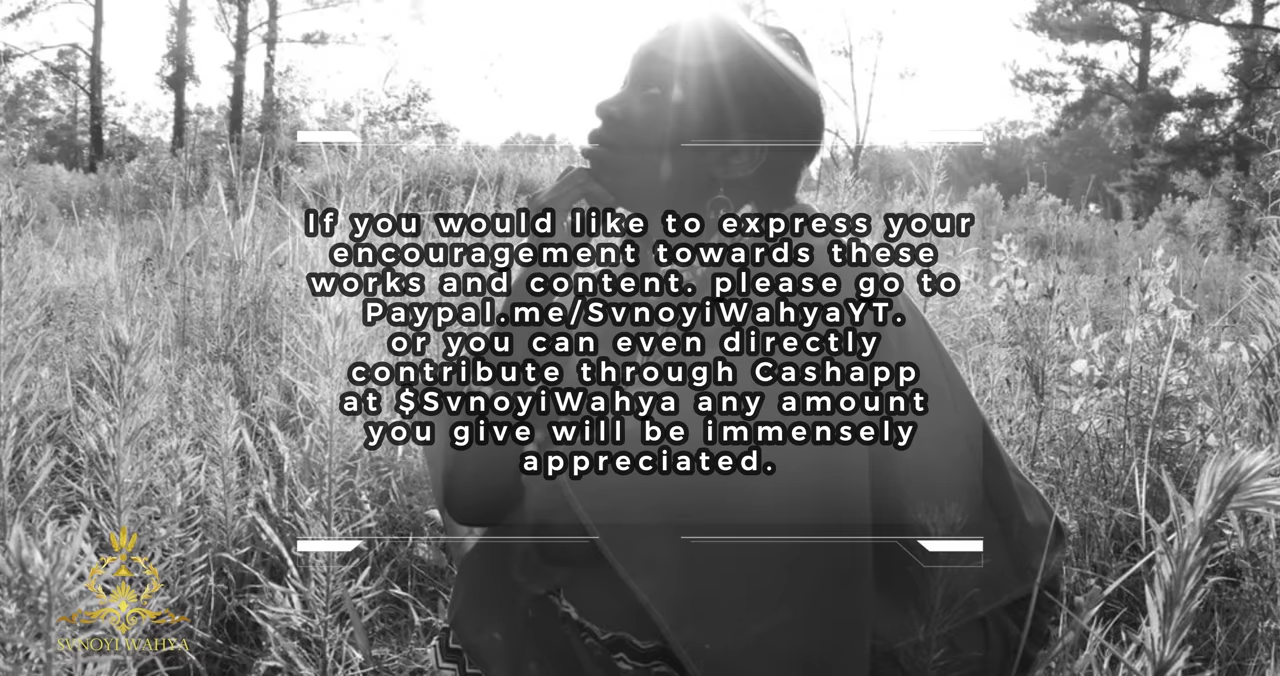 If you would like to express your
encouragement towards these
works and content. please go to
Paypal.me/SvnoyiWahyaYT.
or you can even directly
contribute through Cashapp
at $SvnoyiWahya any amount
you give will be immensely
appreciated.
SVNOYI WAHYA